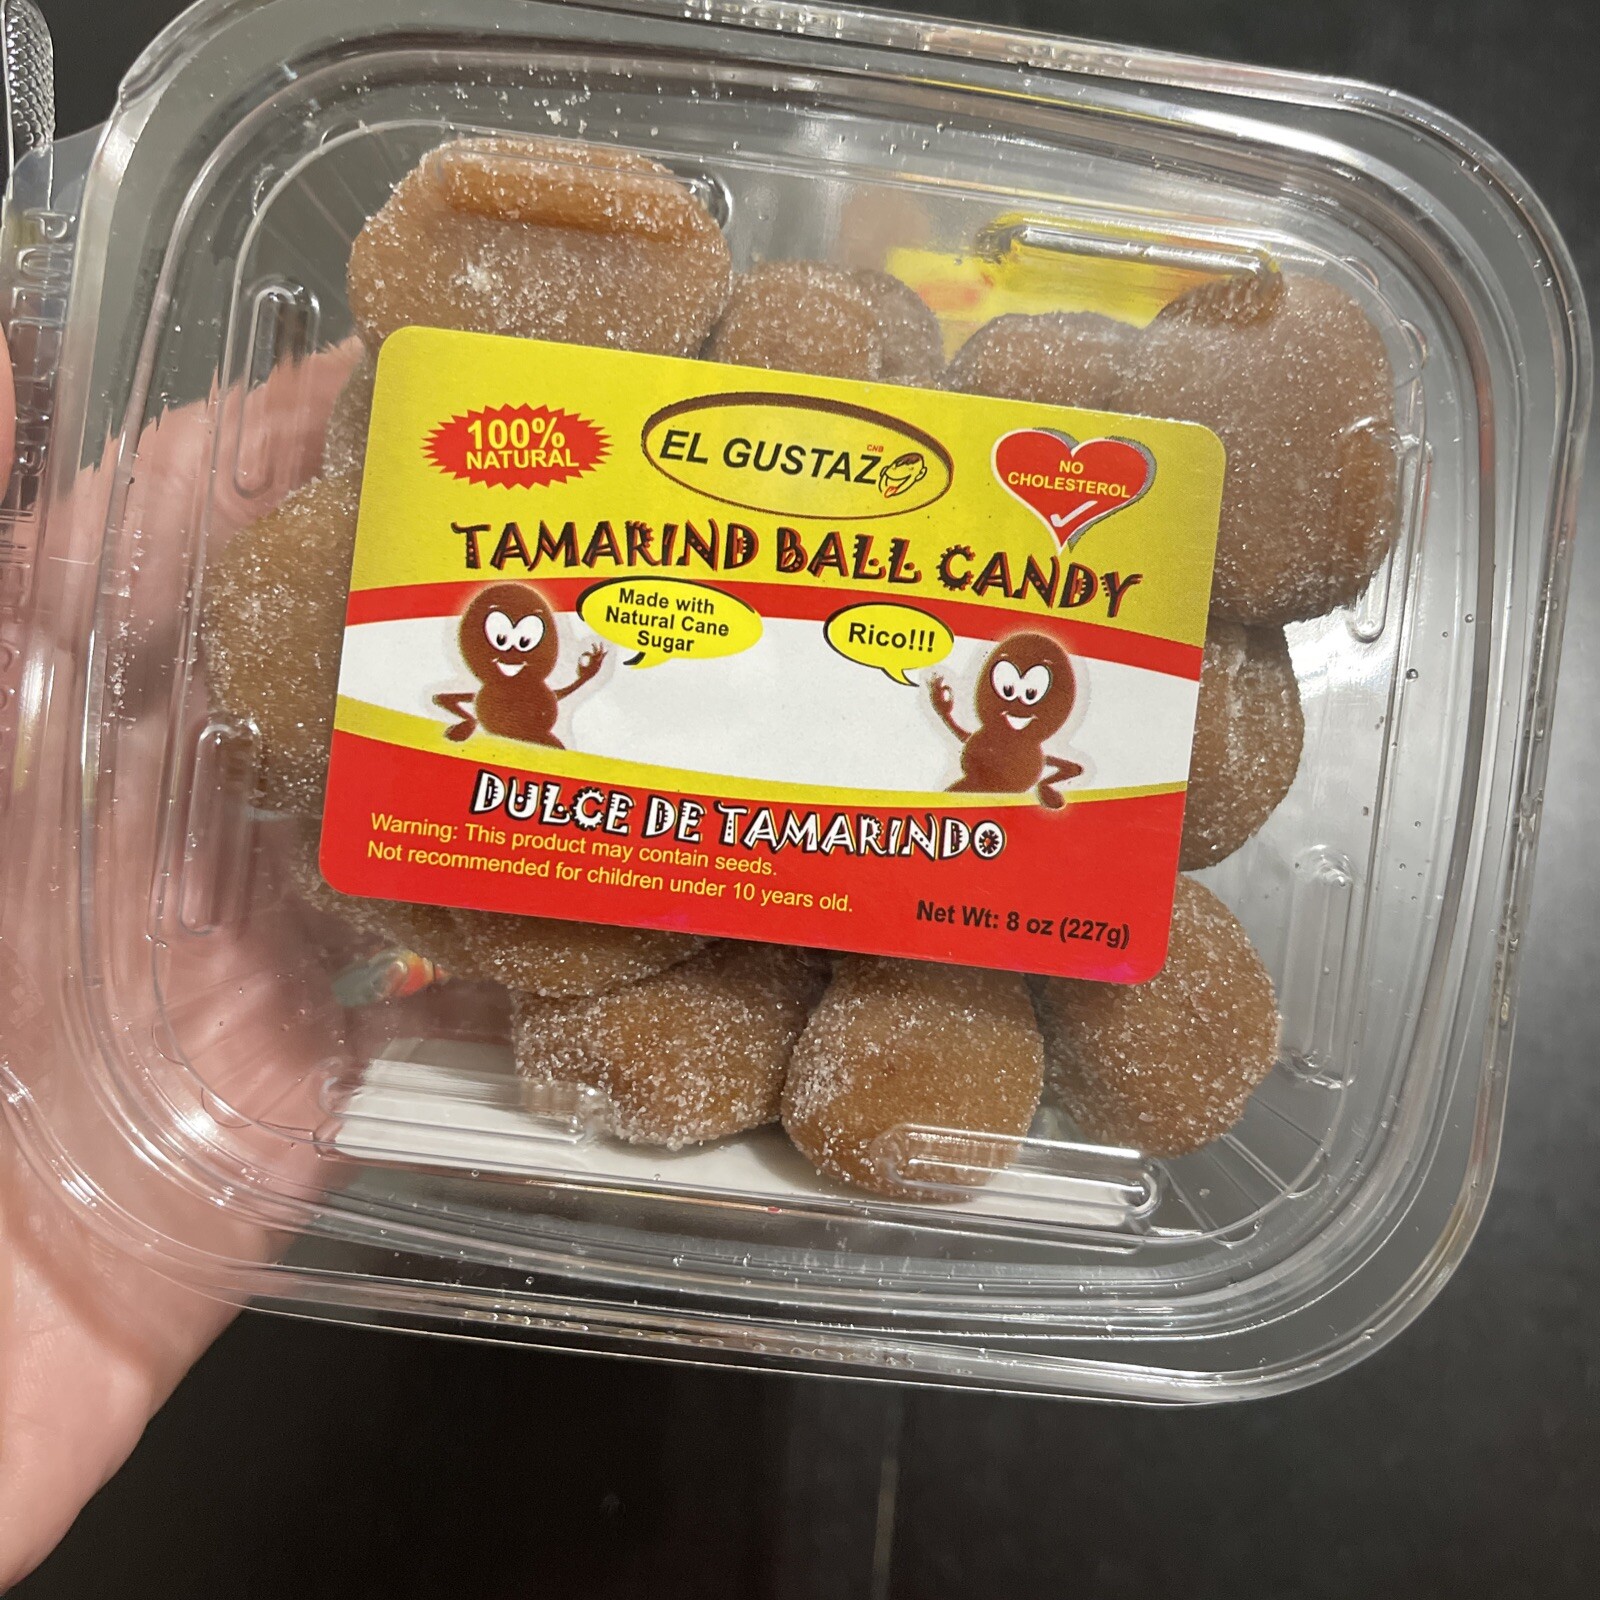 100%
NATURAL
EL GUSTAZO
CNB
NO
CHOLESTEROL
TAMARIND BALL CANDY
Made with
Natural Cane
Sugar
Rico!!!
DULCE DE TAMARINDO
Warning: This product may contain seeds.
Not recommended for children under 10 years old.
Net Wt: 8 oz (227g)